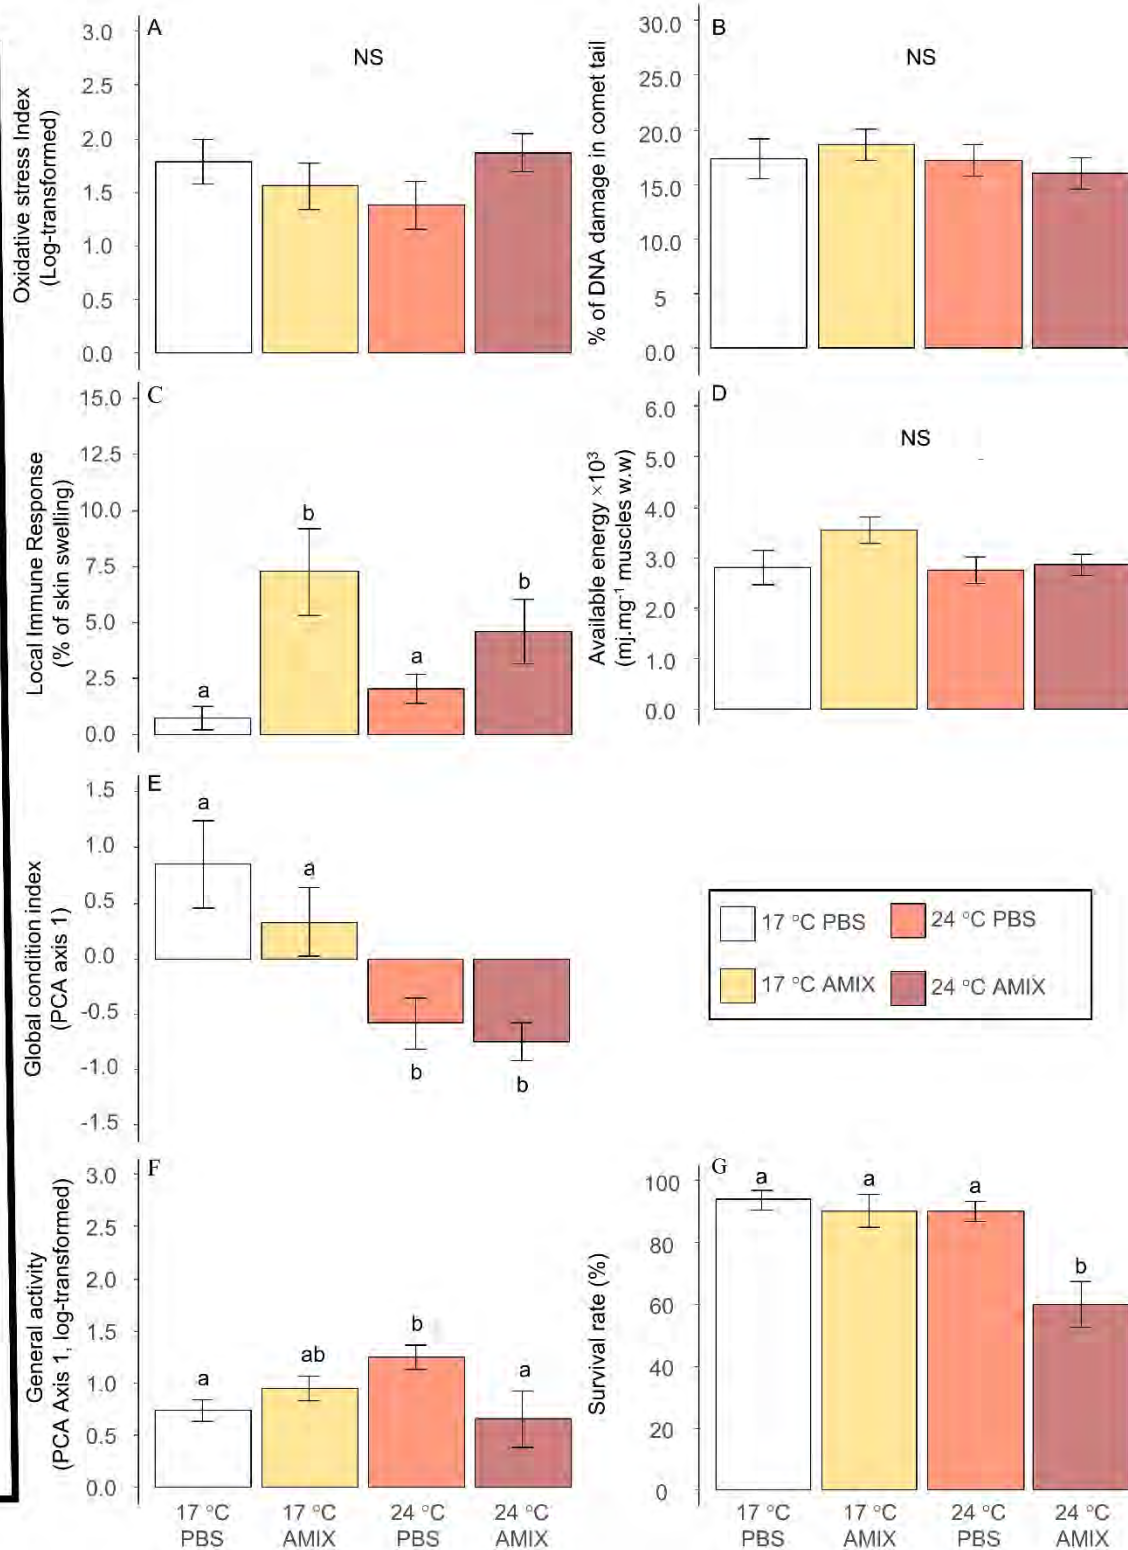 A
NS
Oxidative stress Index
(Log-transformed)
3.0
2.5
2.0
1.5
1.0
0.5
0.0
B
NS
% of DNA damage in comet tail
30.0
25.0
20.0
15.0
10.0
5
0.0
C
Local Immune Response
(% of skin swelling)
15.0
12.5
10.0
7.5
5.0
2.5
0.0
a
b
a
b
D
NS
Available energy ×10³
(mj.mg⁻¹ muscles w.w)
6.0
5.0
4.0
3.0
2.0
1.0
0.0
E
Global condition index
(PCA axis 1)
1.5
1.0
0.5
0.0
-0.5
-1.0
-1.5
a
a
b
b
17 °C PBS
24 °C PBS
17 °C AMIX
24 °C AMIX
F
General activity
(PCA Axis 1, log-transformed)
3.0
2.5
2.0
1.5
1.0
0.5
0.0
a
ab
b
a
17 °C
PBS
17 °C
AMIX
24 °C
PBS
24 °C
AMIX
G
Survival rate (%)
100
80
60
40
20
0
a
a
a
b
17 °C
PBS
17 °C
AMIX
24 °C
PBS
24 °C
AMIX